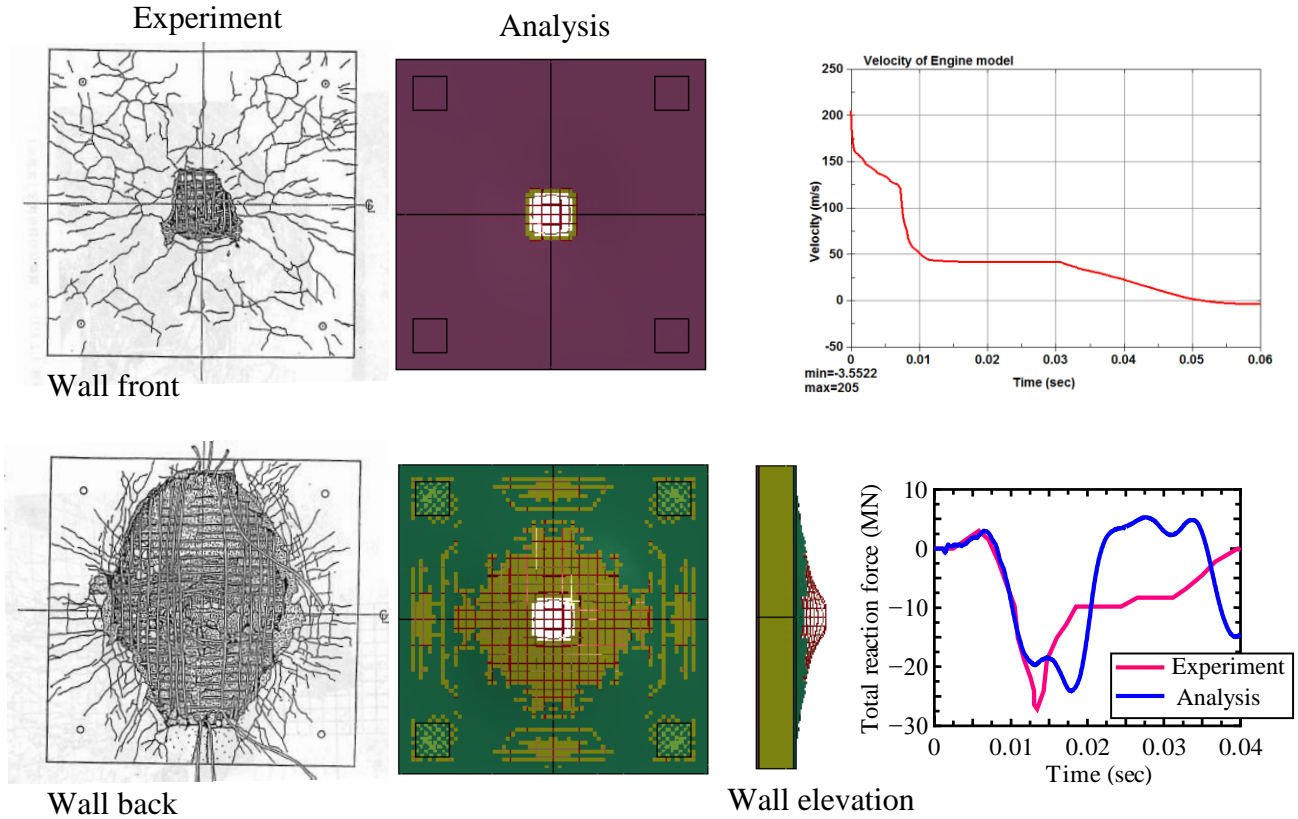 Experiment
Analysis
Wall front
Velocity of Engine model
250
200
150
100
50
0
-50
Velocity (m/s)
0
0.01
0.02
0.03
0.04
0.05
0.06
min=-3.5522
max=205
Time (sec)
Wall back
Wall elevation
Total reaction force (MN)
10
0
−10
−20
−30
Experiment
Analysis
0
0.01
0.02
0.03
0.04
Time (sec)